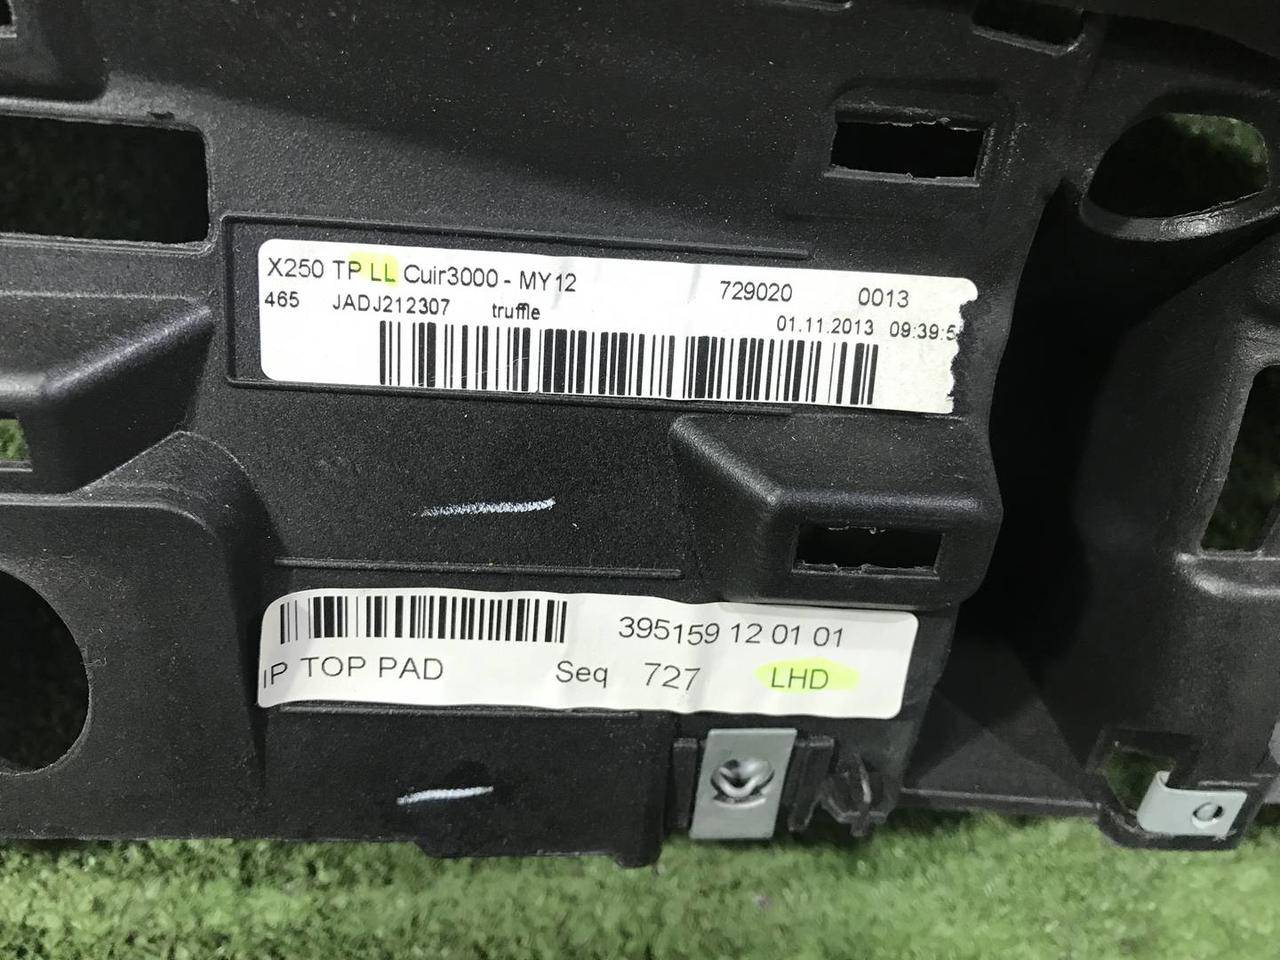 X250 TP LL Cuir3000 - MY12 729020 0013
465 JADJ212307 truffle 01.11.2013 09:39:5
395159 12 01 01
IP TOP PAD Seq 727 LHD